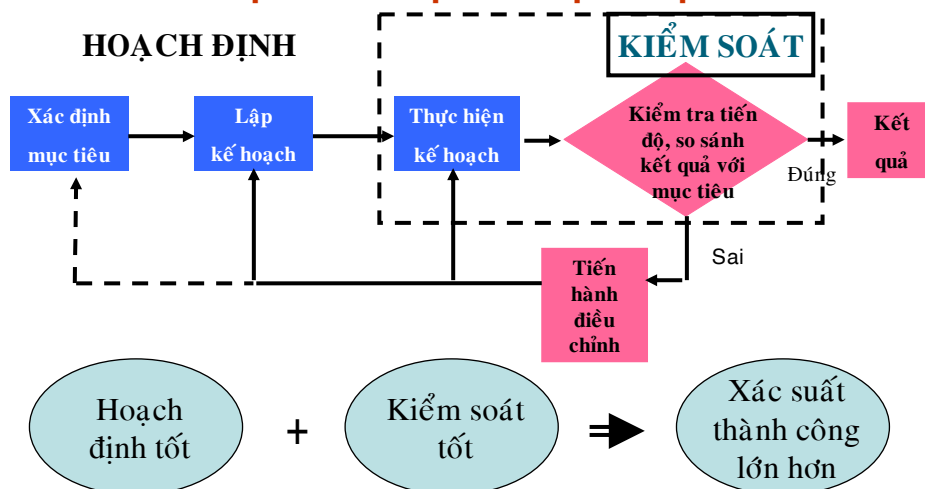 HOẠCH ĐỊNH
KIỂM SOÁT
Xác định
mục tiêu
Lập
kế hoạch
Thực hiện
kế hoạch
Kiểm tra tiến
độ, so sánh
kết quả với
mục tiêu
Đúng
Kết
quả
Sai
Tiến
hành
điều
chỉnh
Hoạch
định tốt
+
Kiểm soát
tốt
Xác suất
thành công
lớn hơn